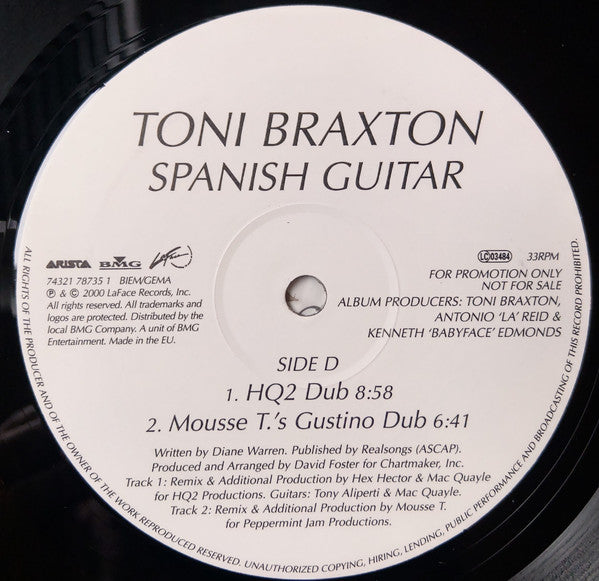 TONI BRAXTON
SPANISH GUITAR
ARISTA BMG LaFace
74321 78735 1 BIEM/GEMA
℗ & © 2000 LaFace Records, Inc.
All rights reserved. All trademarks and
logos are protected. Distributed by the
local BMG Company. A unit of BMG
Entertainment. Made in the EU.
LC 03484 33RPM
FOR PROMOTION ONLY
NOT FOR SALE
ALBUM PRODUCERS: TONI BRAXTON,
ANTONIO 'LA' REID &
KENNETH 'BABYFACE' EDMONDS
SIDE D
1. HQ2 Dub 8:58
2. Mousse T.'s Gustino Dub 6:41
Written by Diane Warren. Published by Realsongs (ASCAP).
Produced and Arranged by David Foster for Chartmaker, Inc.
Track 1: Remix & Additional Production by Hex Hector & Mac Quayle
for HQ2 Productions. Guitars: Tony Aliperti & Mac Quayle.
Track 2: Remix & Additional Production by Mousse T.
for Peppermint Jam Productions.
ALL RIGHTS OF THE PRODUCER AND OF THE OWNER OF THE WORK REPRODUCED RESERVED. UNAUTHORIZED COPYING, HIRING, LENDING, PUBLIC PERFORMANCE AND BROADCASTING OF THIS RECORD PROHIBITED.